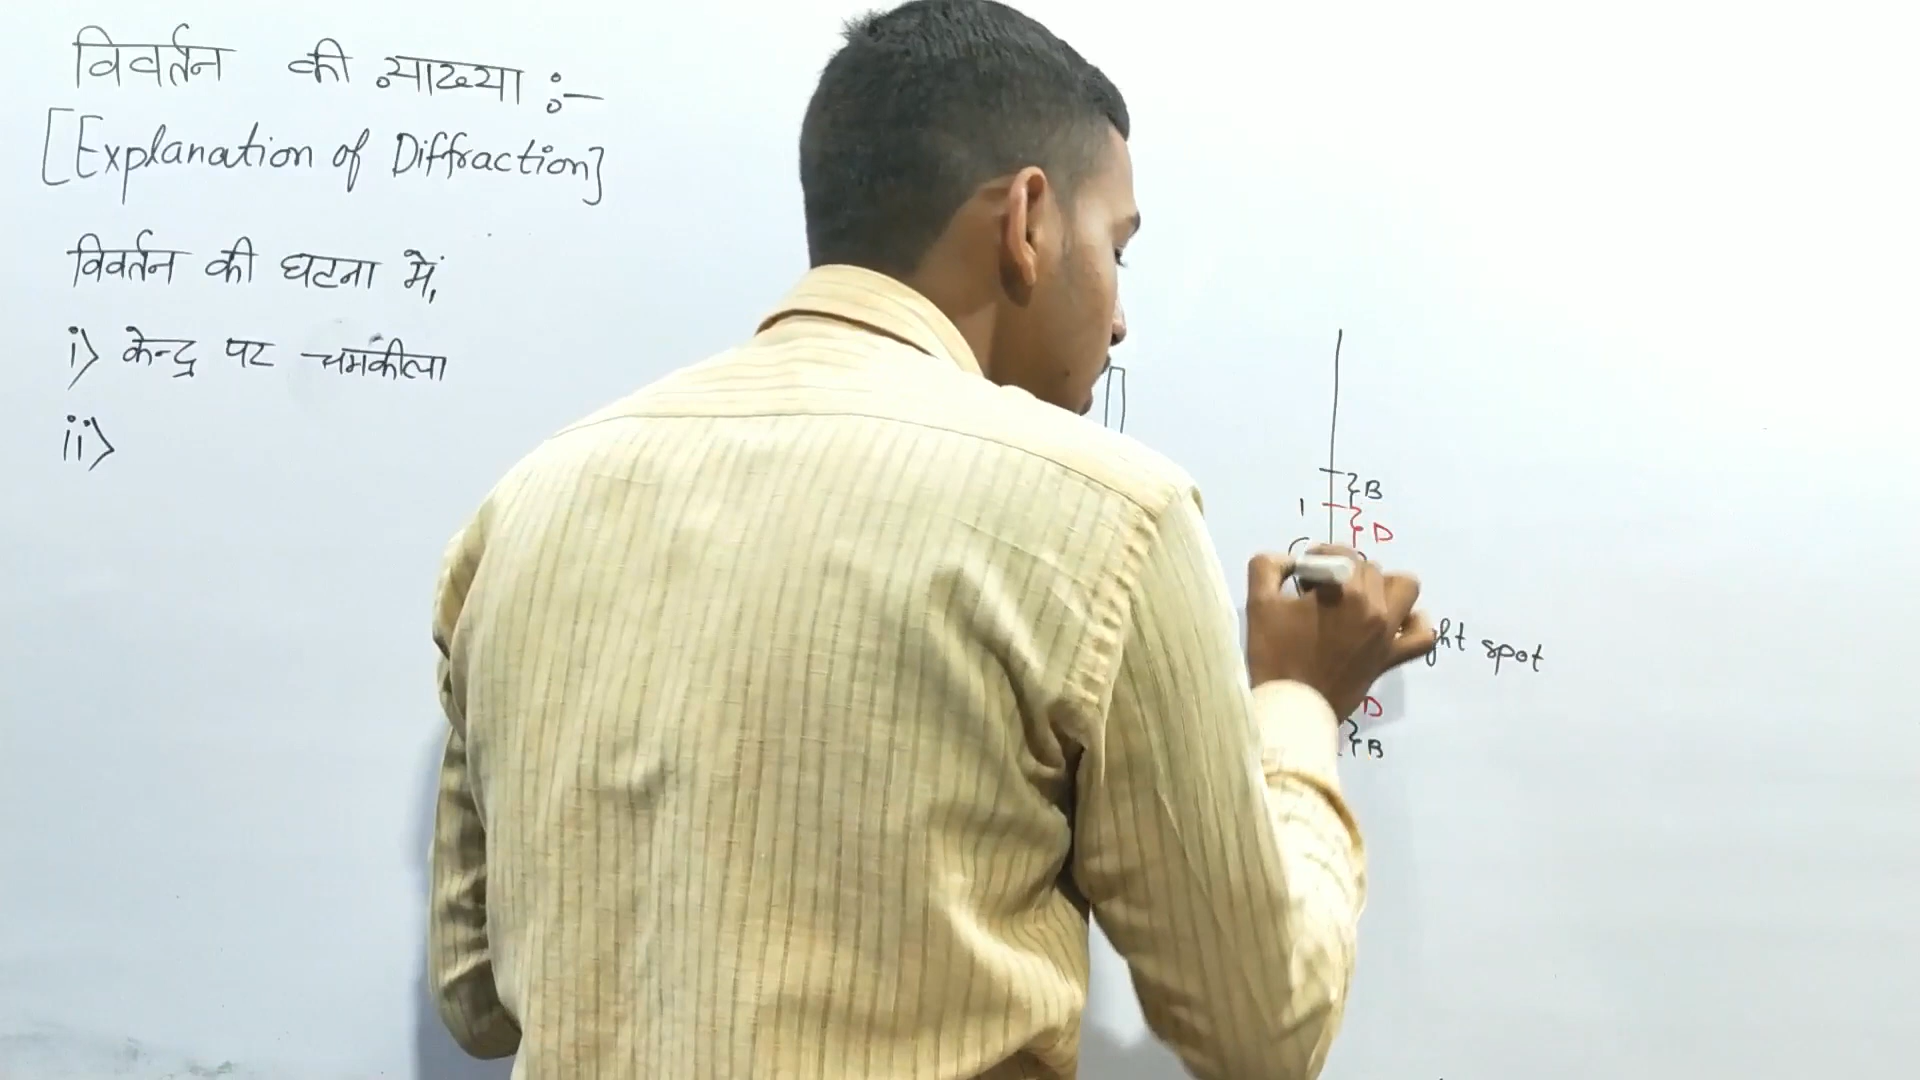 विवर्तन की व्याख्या :-
[Explanation of Diffraction]
विवर्तन की घटना में,
i> केन्द्र पर चमकीला
ii>
} B
1
} D
spot
D
} B